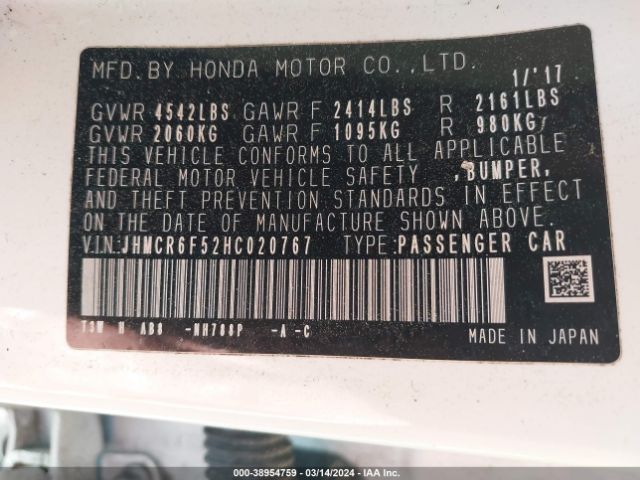 MFD.BY HONDA MOTOR CO.,LTD. 1/'17
GVWR 4542LBS GAWR F 2414LBS R 2161LBS
GVWR 2060KG GAWR F 1095KG R 980KG
THIS VEHICLE CONFORMS TO ALL APPLICABLE
FEDERAL MOTOR VEHICLE SAFETY ,BUMPER,
AND THEFT PREVENTION STANDARDS IN EFFECT
ON THE DATE OF MANUFACTURE SHOWN ABOVE.
VIN:JHMCR6F52HC020767 TYPE:PASSENGER CAR
T3W H AB8 -NH788P -A -C
MADE IN JAPAN
000-38954759 - 03/14/2024 - IAA Inc.